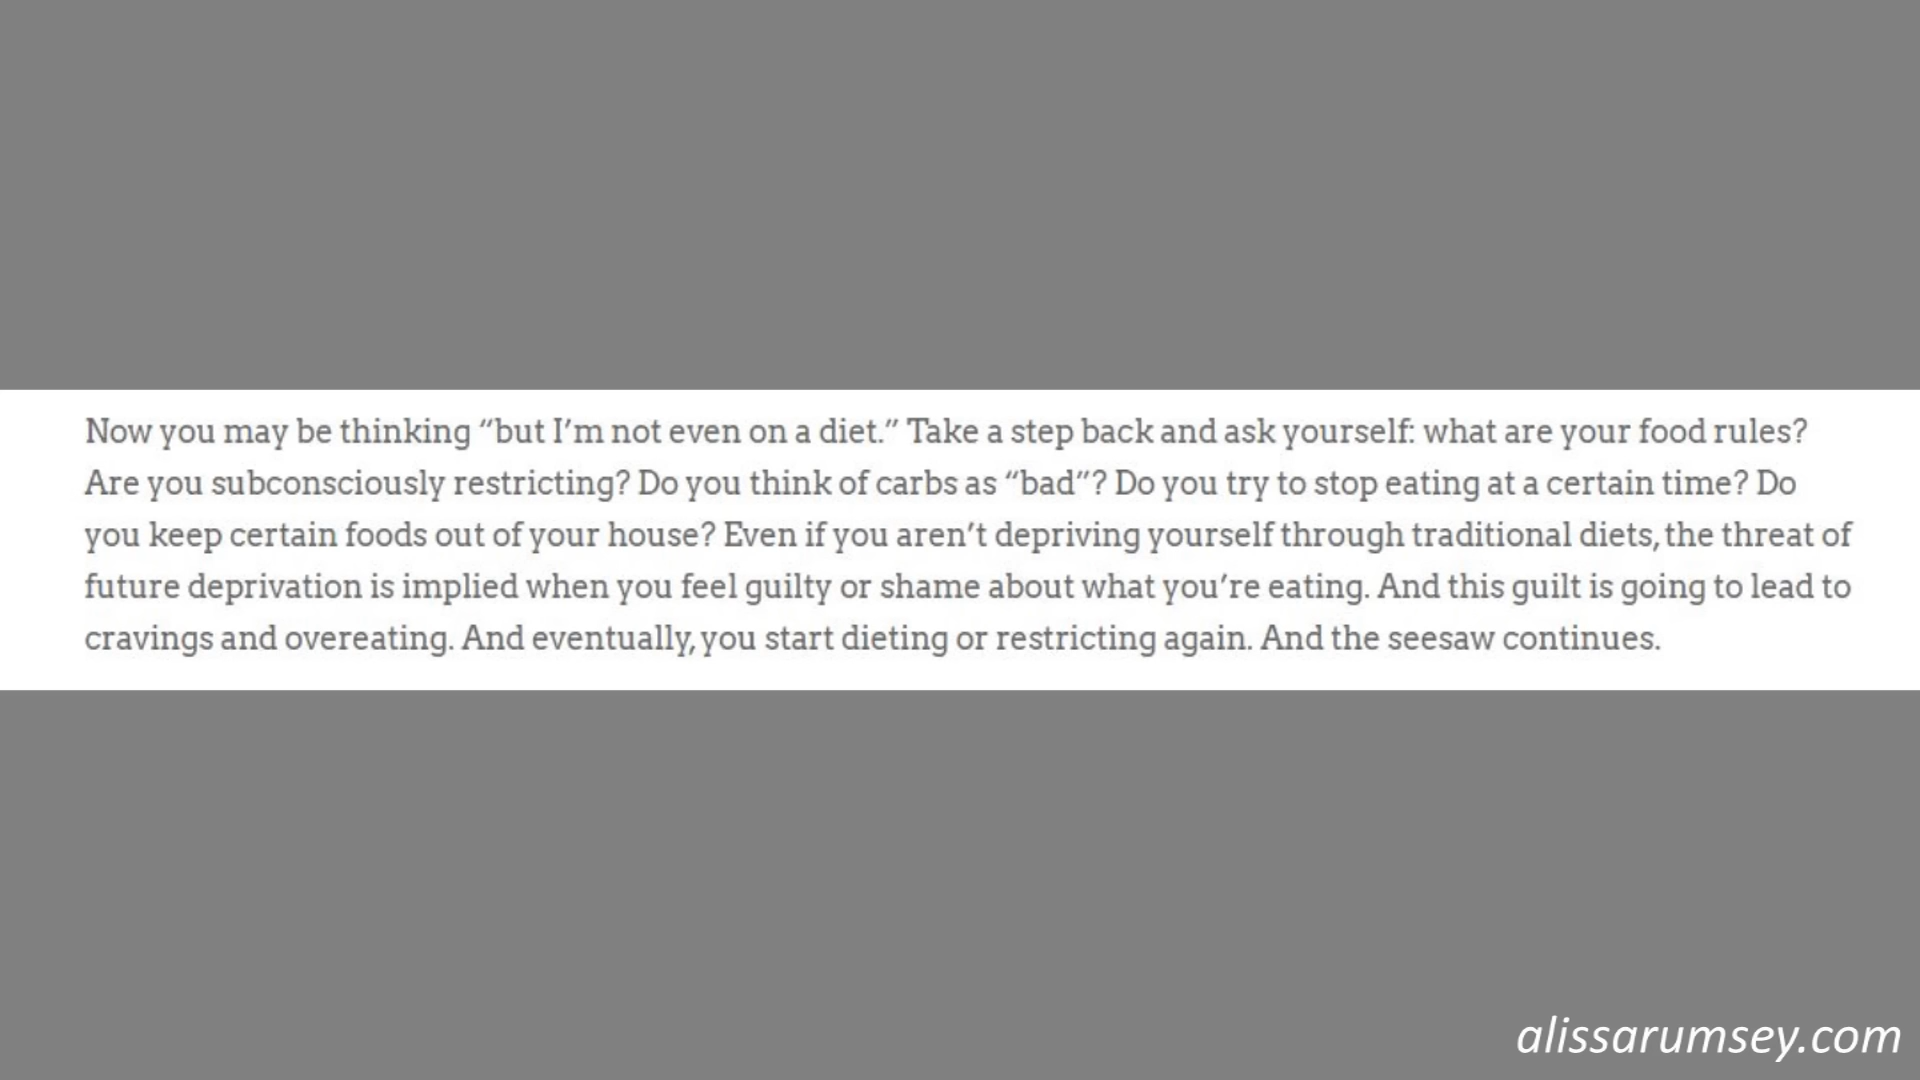 Now you may be thinking “but I’m not even on a diet.” Take a step back and ask yourself: what are your food rules?
Are you subconsciously restricting? Do you think of carbs as “bad”? Do you try to stop eating at a certain time? Do
you keep certain foods out of your house? Even if you aren’t depriving yourself through traditional diets, the threat of
future deprivation is implied when you feel guilty or shame about what you’re eating. And this guilt is going to lead to
cravings and overeating. And eventually, you start dieting or restricting again. And the seesaw continues.
alissarumsey.com